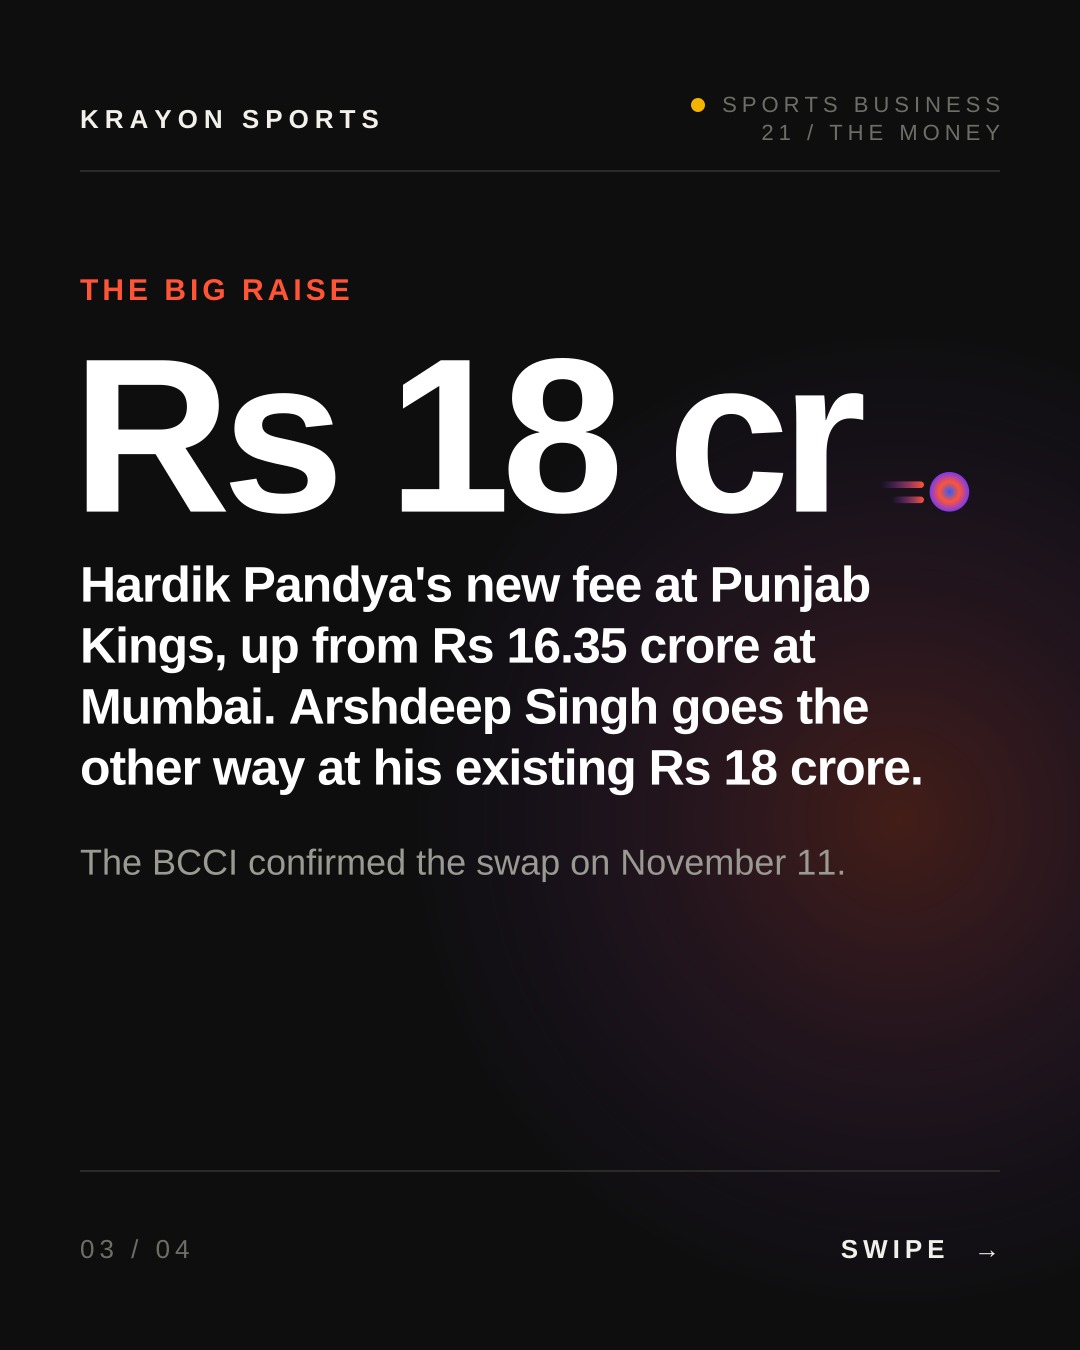 KRAYON SPORTS
SPORTS BUSINESS
21 / THE MONEY
THE BIG RAISE
Rs 18 cr
Hardik Pandya's new fee at Punjab
Kings, up from Rs 16.35 crore at
Mumbai. Arshdeep Singh goes the
other way at his existing Rs 18 crore.
The BCCI confirmed the swap on November 11.
03 / 04
SWIPE →